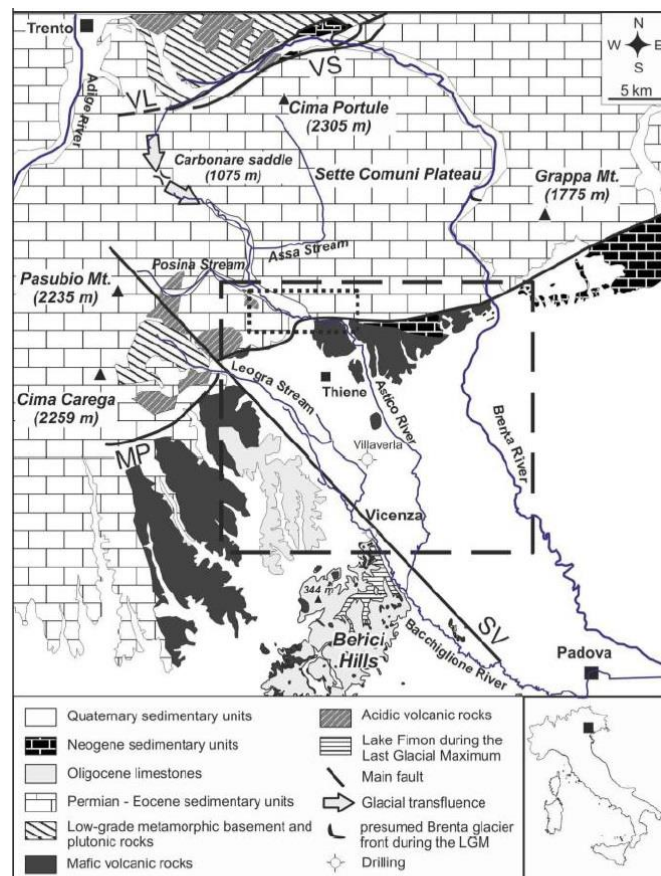 Trento
N
W E
S
5 km
Adige River
VS
VL
Cima Portule
(2305 m)
Carbonare saddle
(1075 m)
Sette Comuni Plateau
Grappa Mt.
(1775 m)
Assa Stream
Posina Stream
Pasubio Mt.
(2235 m)
Leogra Stream
Thiene
Astico River
Brenta River
Cima Carega
(2259 m)
MP
Villaverla
Vicenza
344 m
SV
Berici
Hills
Bacchiglione River
Padova
Quaternary sedimentary units
Neogene sedimentary units
Oligocene limestones
Permian - Eocene sedimentary units
Low-grade metamorphic basement and
plutonic rocks
Mafic volcanic rocks
Acidic volcanic rocks
Lake Fimon during the
Last Glacial Maximum
Main fault
Glacial transfluence
presumed Brenta glacier
front during the LGM
Drilling